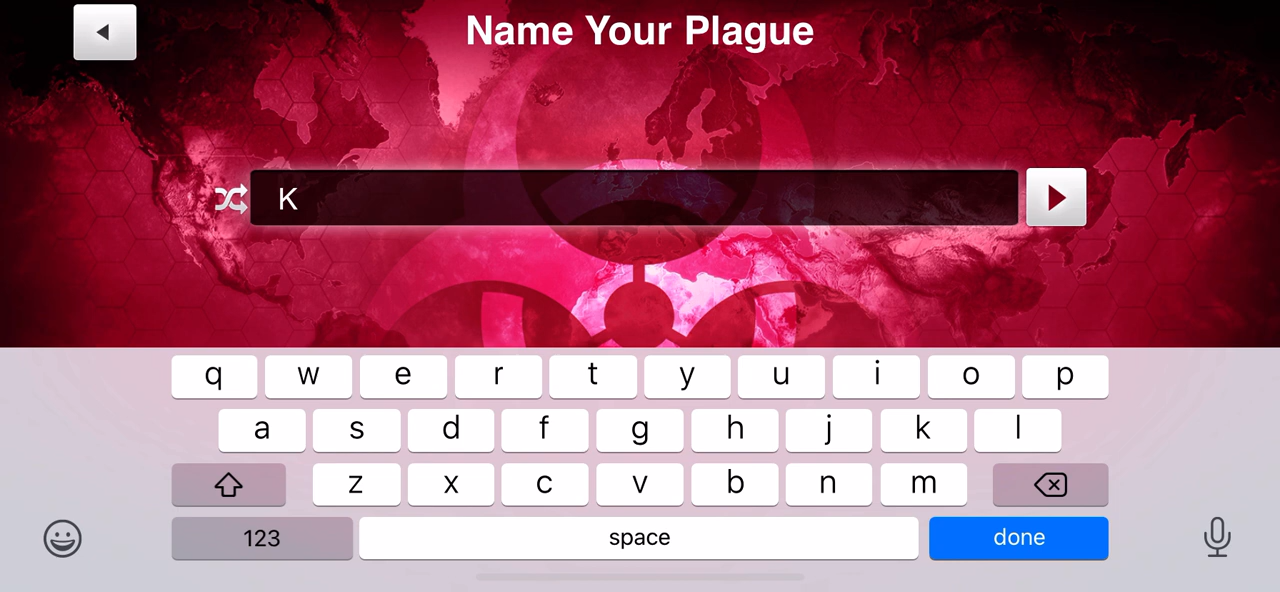 Name Your Plague
K
q w e r t y u i o p
a s d f g h j k l
z x c v b n m
123 space done